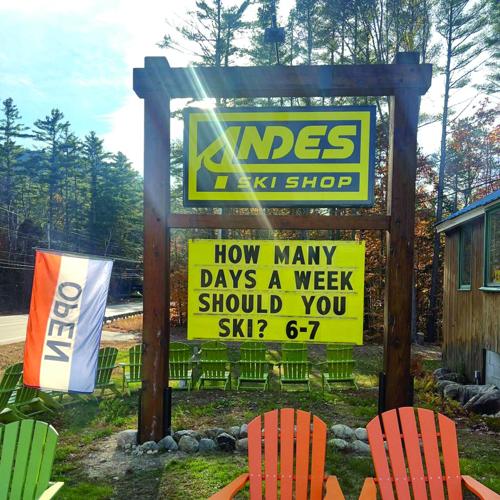 ANDES
SKI SHOP
HOW MANY
DAYS A WEEK
SHOULD YOU
SKI? 6-7
OPEN